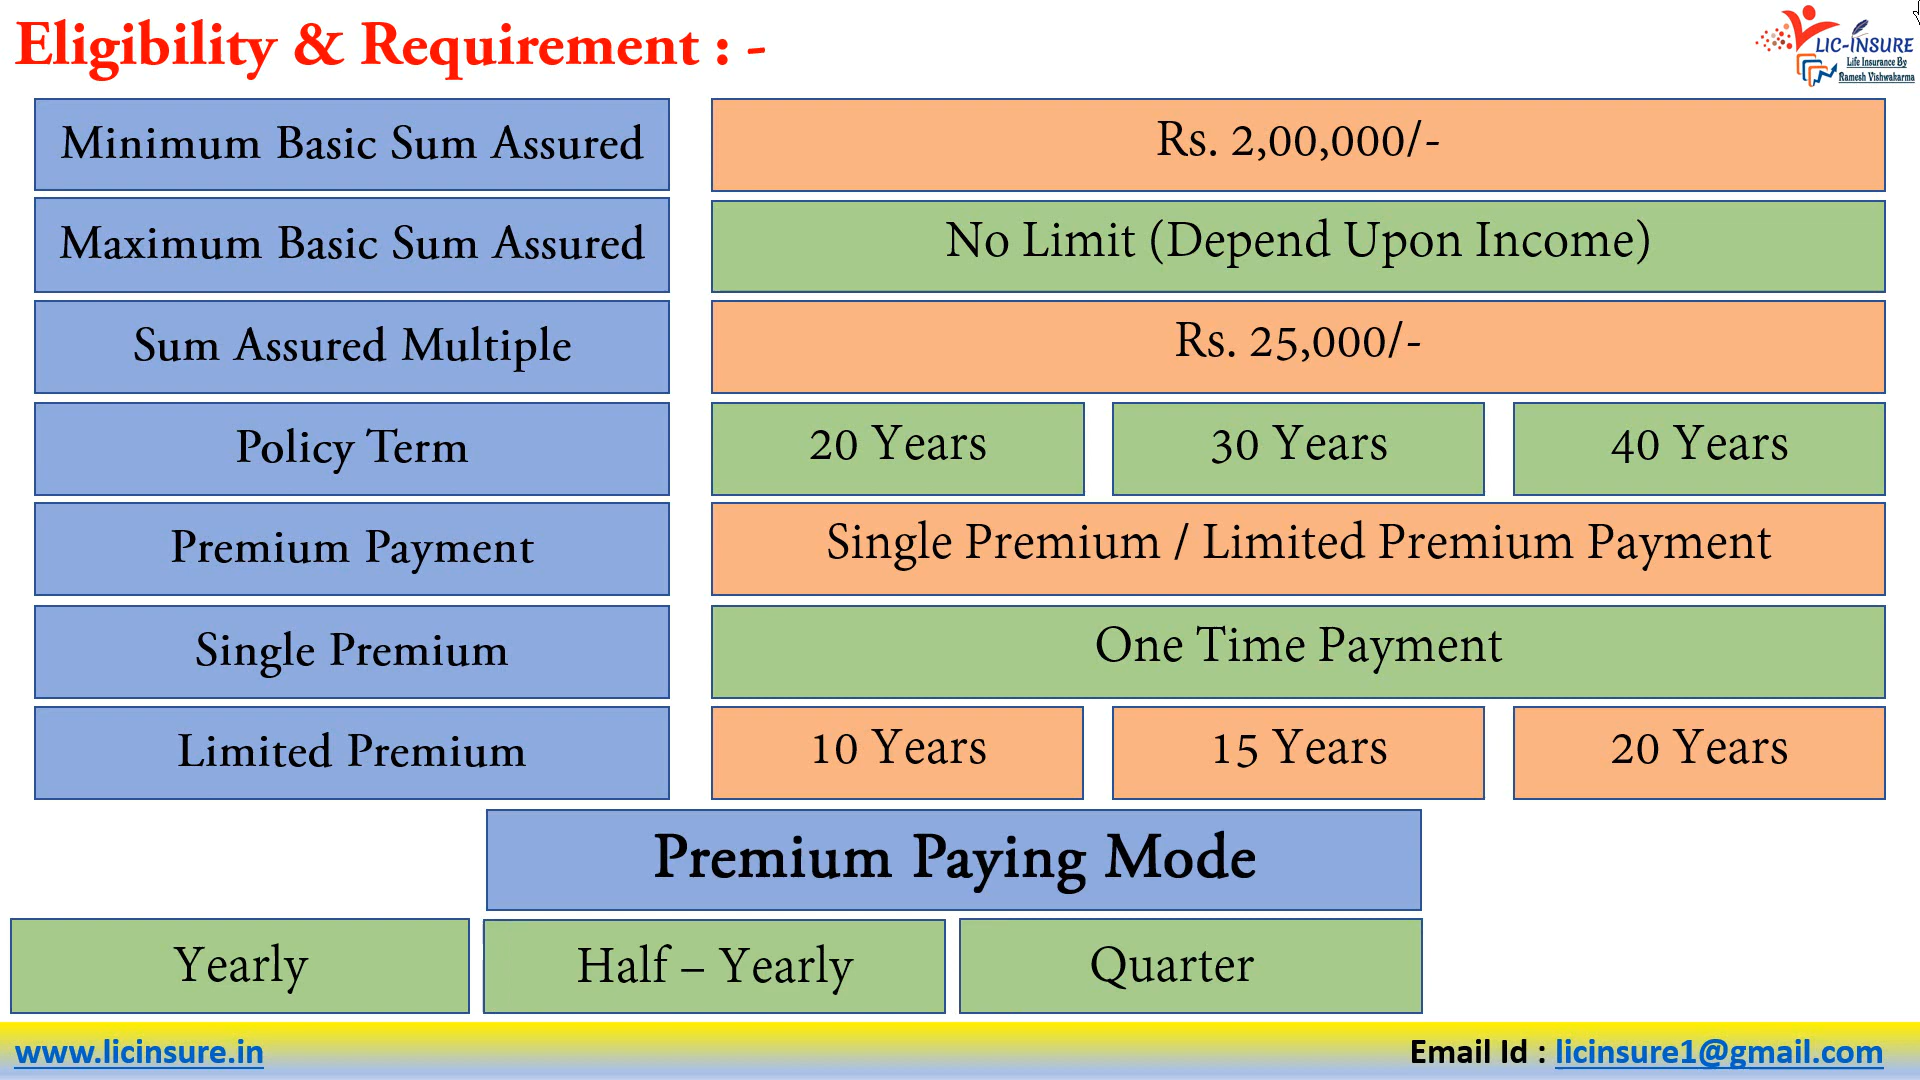 Eligibility & Requirement : -
LIC-INSURE
Life Insurance By
Ramesh Vishwakarma
Minimum Basic Sum Assured
Rs. 2,00,000/-
Maximum Basic Sum Assured
No Limit (Depend Upon Income)
Sum Assured Multiple
Rs. 25,000/-
Policy Term
20 Years
30 Years
40 Years
Premium Payment
Single Premium / Limited Premium Payment
Single Premium
One Time Payment
Limited Premium
10 Years
15 Years
20 Years
Premium Paying Mode
Yearly
Half – Yearly
Quarter
www.licinsure.in
Email Id : licinsure1@gmail.com